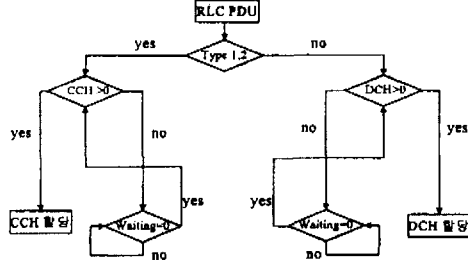 RLC PDU
yes
Type 1,2
no
CCH >0
DCH>0
yes
no
no
yes
CCH 할당
Waiting=0
yes
yes
Waiting=0
DCH 할당
no
no